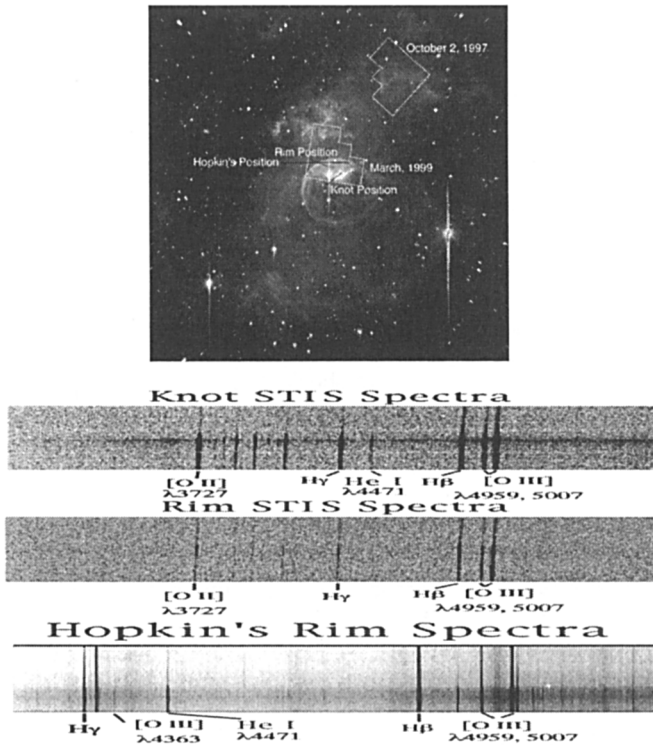 October 2, 1997
Rim Position
Hopkin's Position
March, 1999
Knot Position
Knot STIS Spectra
[O II] Hγ He I Hβ [O III]
λ3727 λ4471 λ4959, 5007
Rim STIS Spectra
[O II] Hγ Hβ [O III]
λ3727 λ4959, 5007
Hopkin's Rim Spectra
Hγ [O III] He I Hβ [O III]
λ4363 λ4471 λ4959, 5007